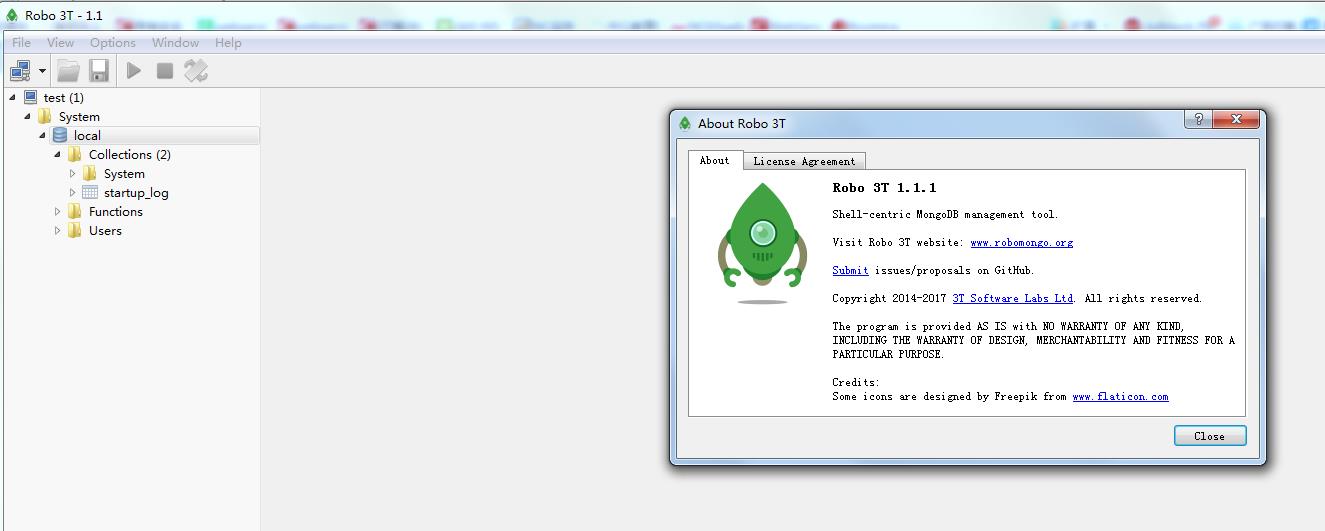 Robo 3T - 1.1
File View Options Window Help
test (1)
System
local
Collections (2)
System
startup_log
Functions
Users
About Robo 3T
?
About License Agreement
Robo 3T 1.1.1
Shell-centric MongoDB management tool.
Visit Robo 3T website: www.robomongo.org
Submit issues/proposals on GitHub.
Copyright 2014-2017 3T Software Labs Ltd. All rights reserved.
The program is provided AS IS with NO WARRANTY OF ANY KIND,
INCLUDING THE WARRANTY OF DESIGN, MERCHANTABILITY AND FITNESS FOR A
PARTICULAR PURPOSE.
Credits:
Some icons are designed by Freepik from www.flaticon.com
Close